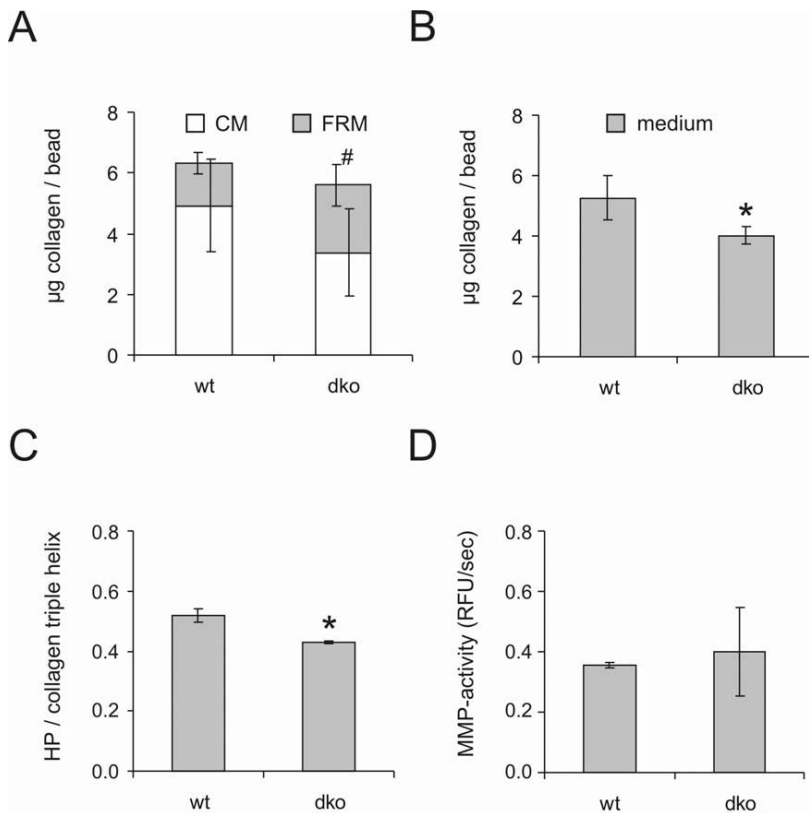 A
µg collagen / bead
8
6
4
2
0
CM FRM
#
wt dko
B
µg collagen / bead
8
6
4
2
0
medium
*
wt dko
C
HP / collagen triple helix
0.8
0.6
0.4
0.2
0.0
*
wt dko
D
MMP-activity (RFU/sec)
0.8
0.6
0.4
0.2
0.0
wt dko